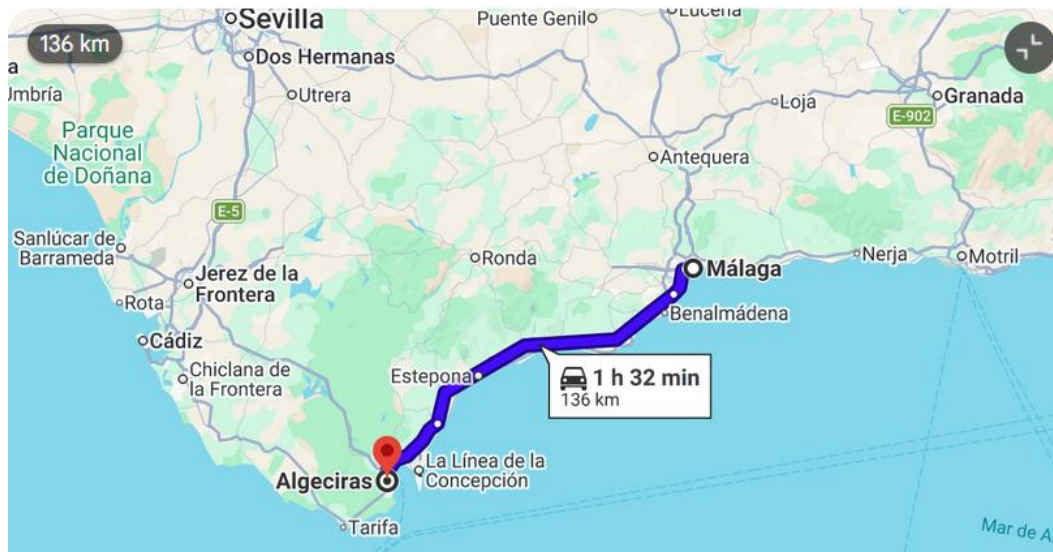 Sevilla
Puente Genil
Lucena
136 km
Dos Hermanas
Utrera
Loja
Granada
E-902
Umbría
Parque
Nacional
de Doñana
Antequera
E-5
Sanlúcar de
Barrameda
Ronda
Málaga
Nerja
Motril
Jerez de la
Frontera
Rota
Benalmádena
Cádiz
Chiclana de
la Frontera
Estepona
1 h 32 min
136 km
La Línea de la
Concepción
Algeciras
Tarifa
Mar de A